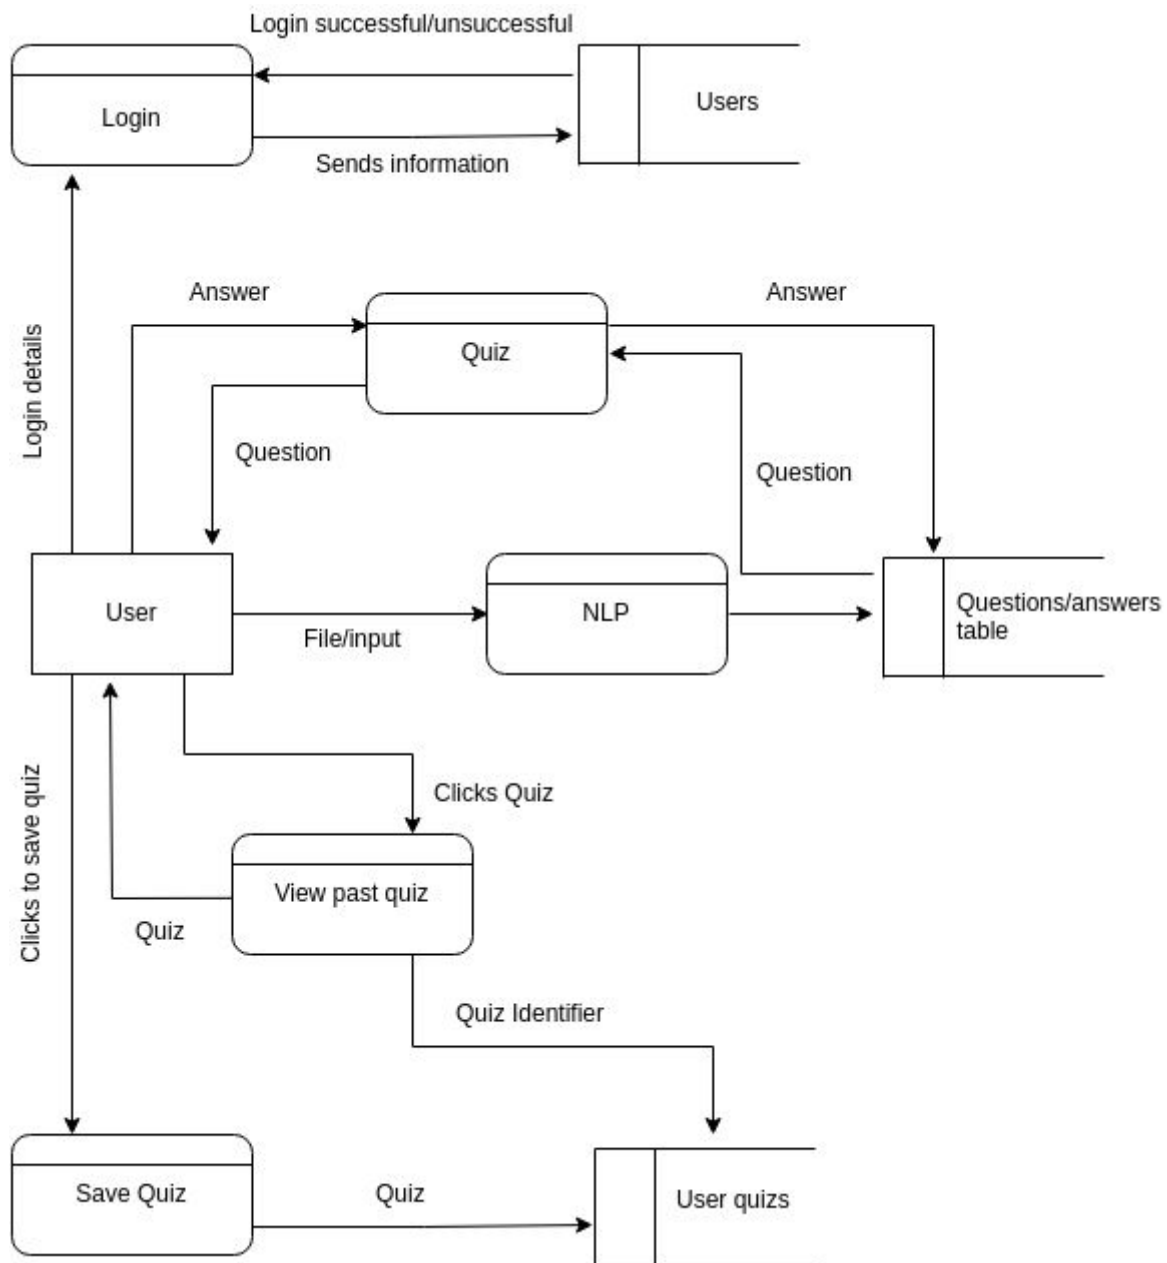 Login successful/unsuccessful
Login
Users
Sends information
Login details
Answer
Answer
Quiz
Question
Question
User
File/input
NLP
Questions/answers
table
Clicks to save quiz
Clicks Quiz
View past quiz
Quiz
Quiz Identifier
Save Quiz
Quiz
User quizs